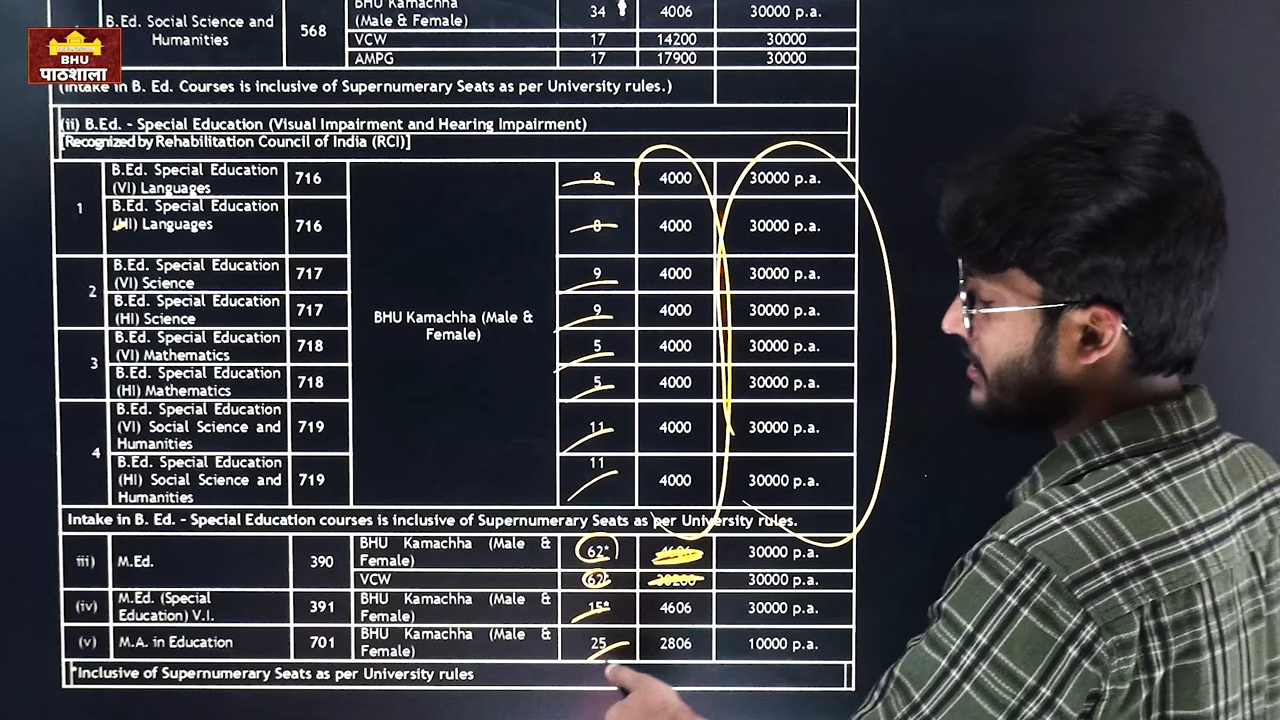 BHU
पाठशाला
B.Ed. Social Science and
Humanities
568
BHU Kamachha
(Male & Female)
34
4006
30000 p.a.
VCW
17
14200
30000
AMPG
17
17900
30000
(Intake in B. Ed. Courses is inclusive of Supernumerary Seats as per University rules.)
(ii) B.Ed. - Special Education (Visual Impairment and Hearing Impairment)
[Recognized by Rehabilitation Council of India (RCI)]
1
B.Ed. Special Education
(VI) Languages
716
8
4000
30000 p.a.
B.Ed. Special Education
(HI) Languages
716
8
4000
30000 p.a.
2
B.Ed. Special Education
(VI) Science
717
9
4000
30000 p.a.
B.Ed. Special Education
(HI) Science
717
9
4000
30000 p.a.
BHU Kamachha (Male &
Female)
3
B.Ed. Special Education
(VI) Mathematics
718
5
4000
30000 p.a.
B.Ed. Special Education
(HI) Mathematics
718
5
4000
30000 p.a.
4
B.Ed. Special Education
(VI) Social Science and
Humanities
719
11
4000
30000 p.a.
B.Ed. Special Education
(HI) Social Science and
Humanities
719
11
4000
30000 p.a.
Intake in B. Ed. - Special Education courses is inclusive of Supernumerary Seats as per University rules.
iii)
M.Ed.
390
BHU Kamachha (Male &
Female)
62*
30000 p.a.
VCW
62*
30000 p.a.
(iv)
M.Ed. (Special
Education) V.I.
391
BHU Kamachha (Male &
Female)
15*
4606
30000 p.a.
(v)
M.A. in Education
701
BHU Kamachha (Male &
Female)
25
2806
10000 p.a.
*Inclusive of Supernumerary Seats as per University rules